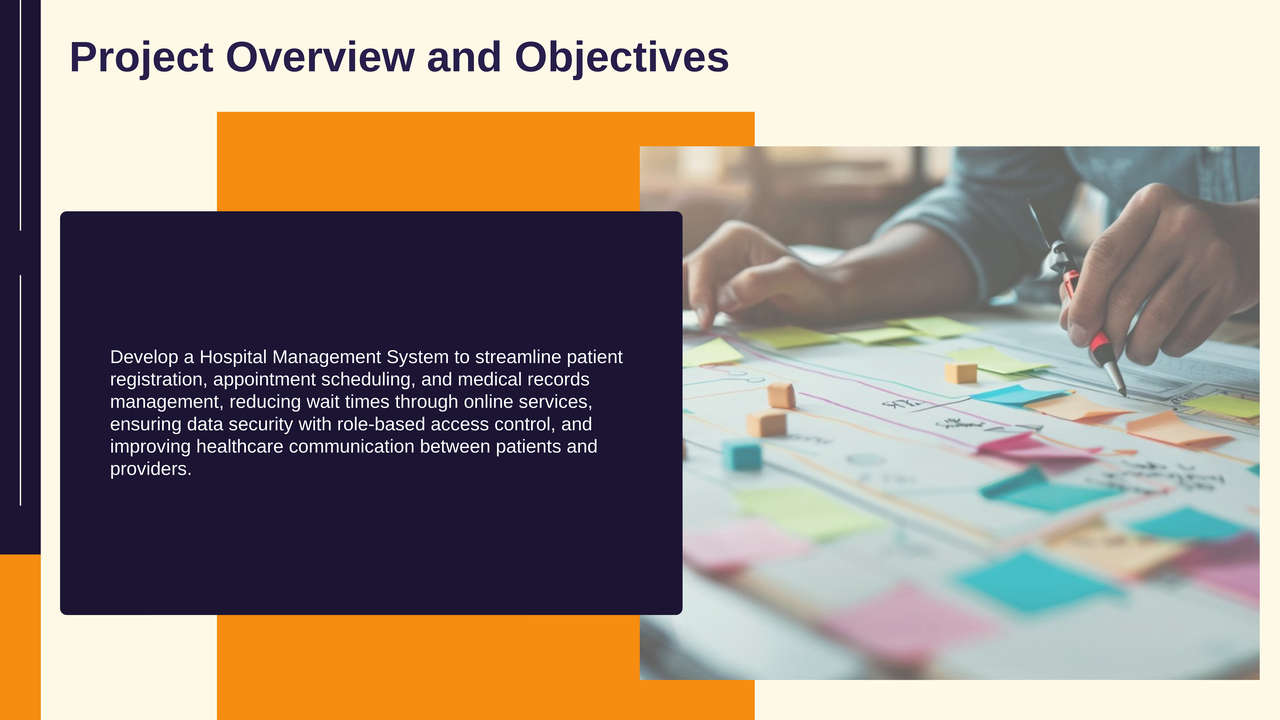 Project Overview and Objectives
Develop a Hospital Management System to streamline patient
registration, appointment scheduling, and medical records
management, reducing wait times through online services,
ensuring data security with role-based access control, and
improving healthcare communication between patients and
providers.